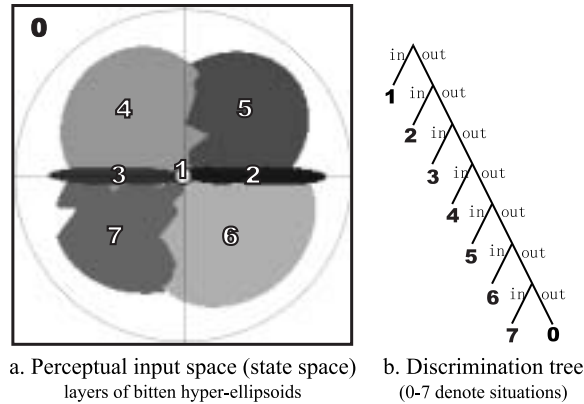 0
4
5
3
1
2
7
6
in out
1 in out
2 in out
3 in out
4 in out
5 in out
6 in out
7 0
a. Perceptual input space (state space)
layers of bitten hyper-ellipsoids
b. Discrimination tree
(0-7 denote situations)